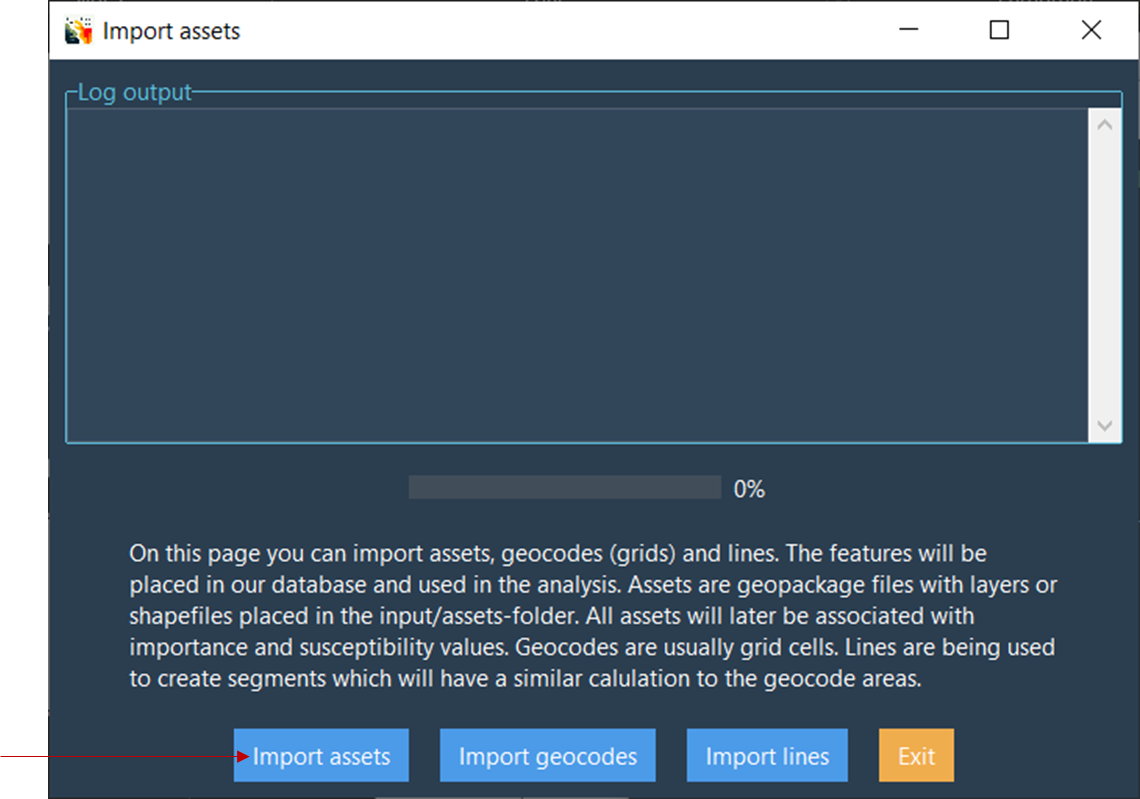 Import assets
Log output
0%
On this page you can import assets, geocodes (grids) and lines. The features will be
placed in our database and used in the analysis. Assets are geopackage files with layers or
shapefiles placed in the input/assets-folder. All assets will later be associated with
importance and susceptibility values. Geocodes are usually grid cells. Lines are being used
to create segments which will have a similar calulation to the geocode areas.
Import assets
Import geocodes
Import lines
Exit